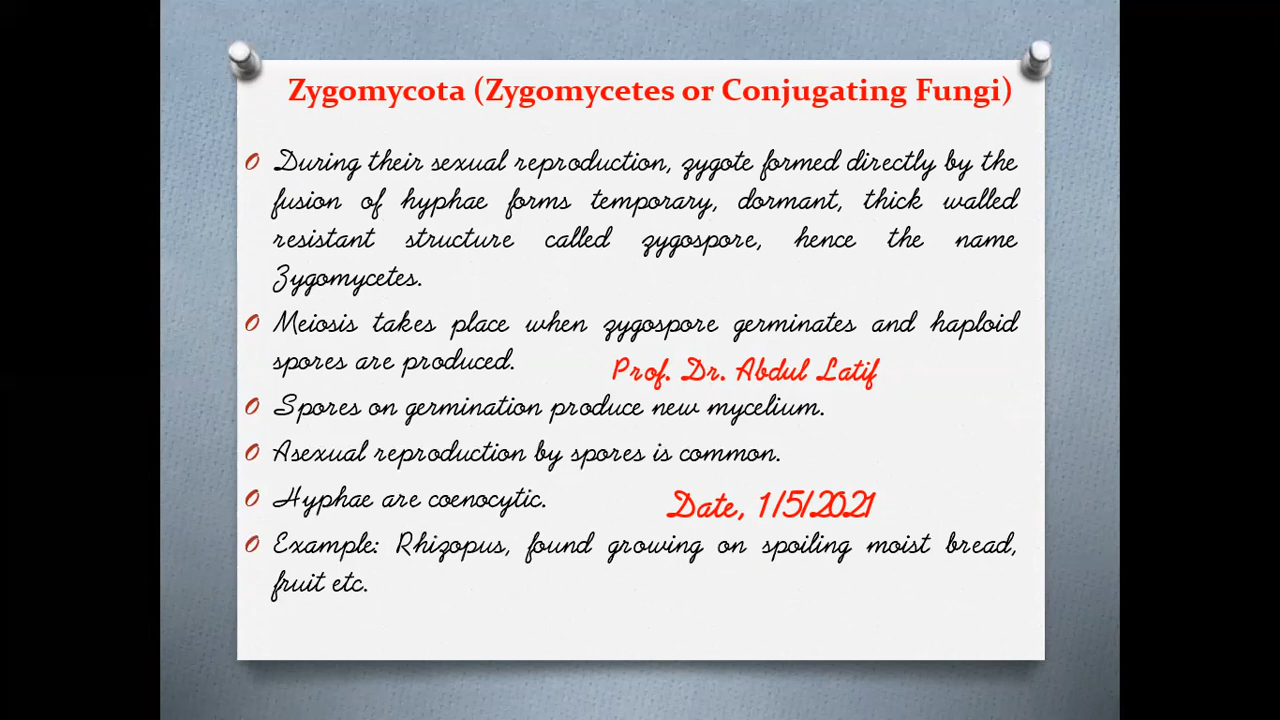 Zygomycota (Zygomycetes or Conjugating Fungi)
During their sexual reproduction, zygote formed directly by the
fusion of hyphae forms temporary, dormant, thick walled
resistant structure called zygospore, hence the name
Zygomycetes.
Meiosis takes place when zygospore germinates and haploid
spores are produced.
Prof. Dr. Abdul Latif
Spores on germination produce new mycelium.
Asexual reproduction by spores is common.
Hyphae are coenocytic.
Date, 1/5/2021
Example: Rhizopus, found growing on spoiling moist bread,
fruit etc.